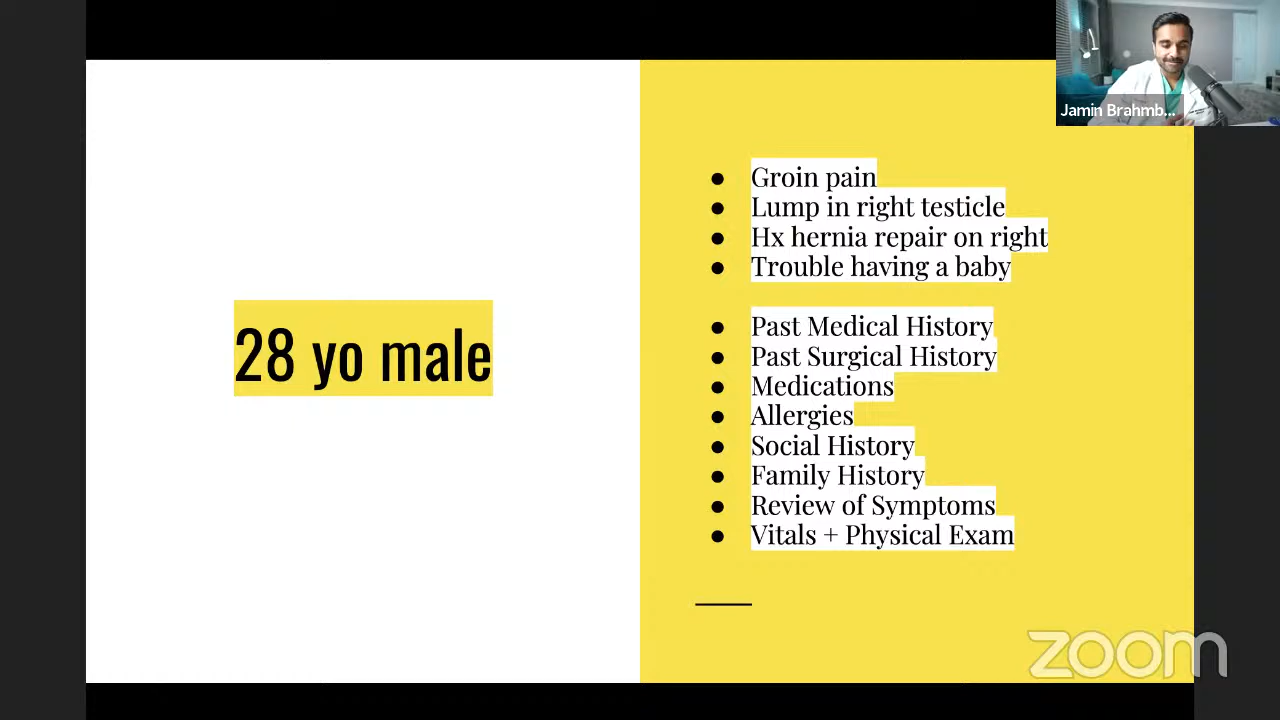 Jamin Brahmb...
28 yo male
● Groin pain
● Lump in right testicle
● Hx hernia repair on right
● Trouble having a baby
● Past Medical History
● Past Surgical History
● Medications
● Allergies
● Social History
● Family History
● Review of Symptoms
● Vitals + Physical Exam
zoom